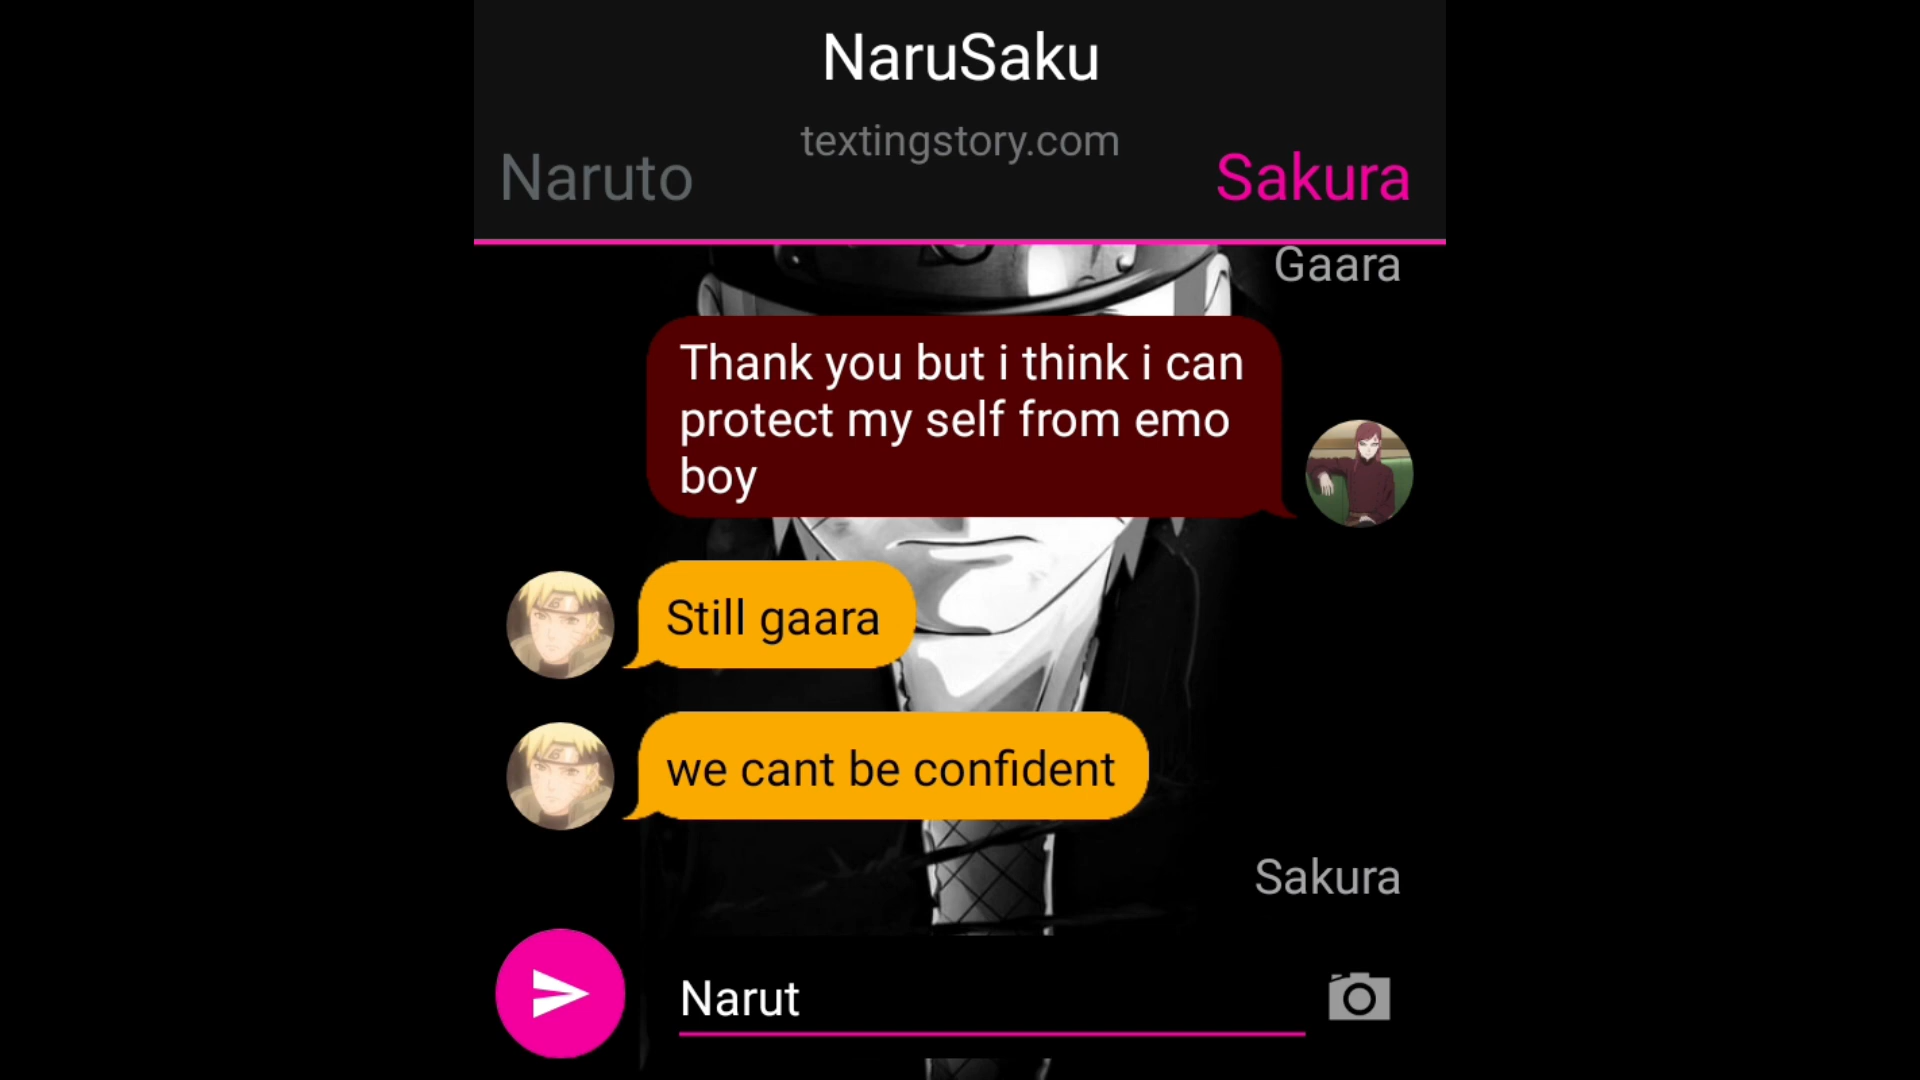 NaruSaku
textingstory.com
Naruto
Sakura
Gaara
Thank you but i think i can
protect my self from emo
boy
Still gaara
we cant be confident
Sakura
Narut